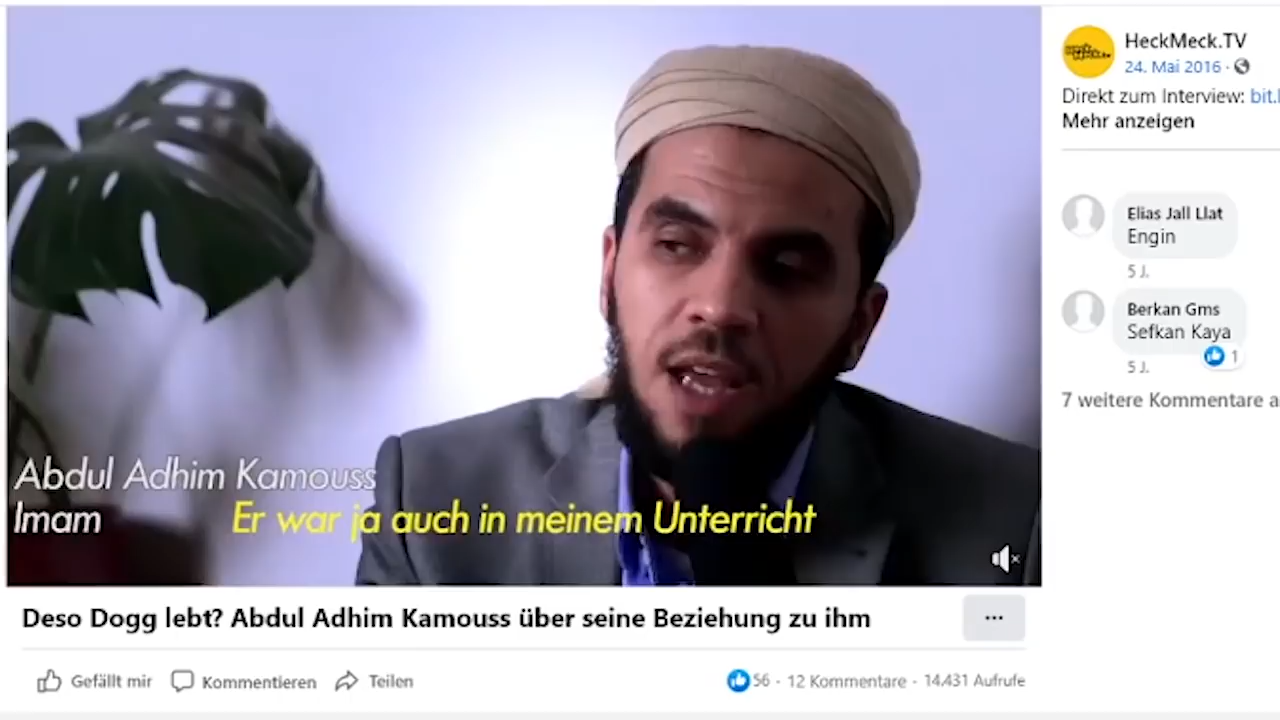 HeckMeck.TV
24. Mai 2016 ·
Direkt zum Interview: bit.
Mehr anzeigen
Elias Jall Llat
Engin
5 J.
Berkan Gms
Sefkan Kaya
1
5 J.
7 weitere Kommentare a
Abdul Adhim Kamouss
Imam
Er war ja auch in meinem Unterricht
Deso Dogg lebt? Abdul Adhim Kamouss über seine Beziehung zu ihm
Gefällt mir Kommentieren Teilen 56 · 12 Kommentare · 14.431 Aufrufe